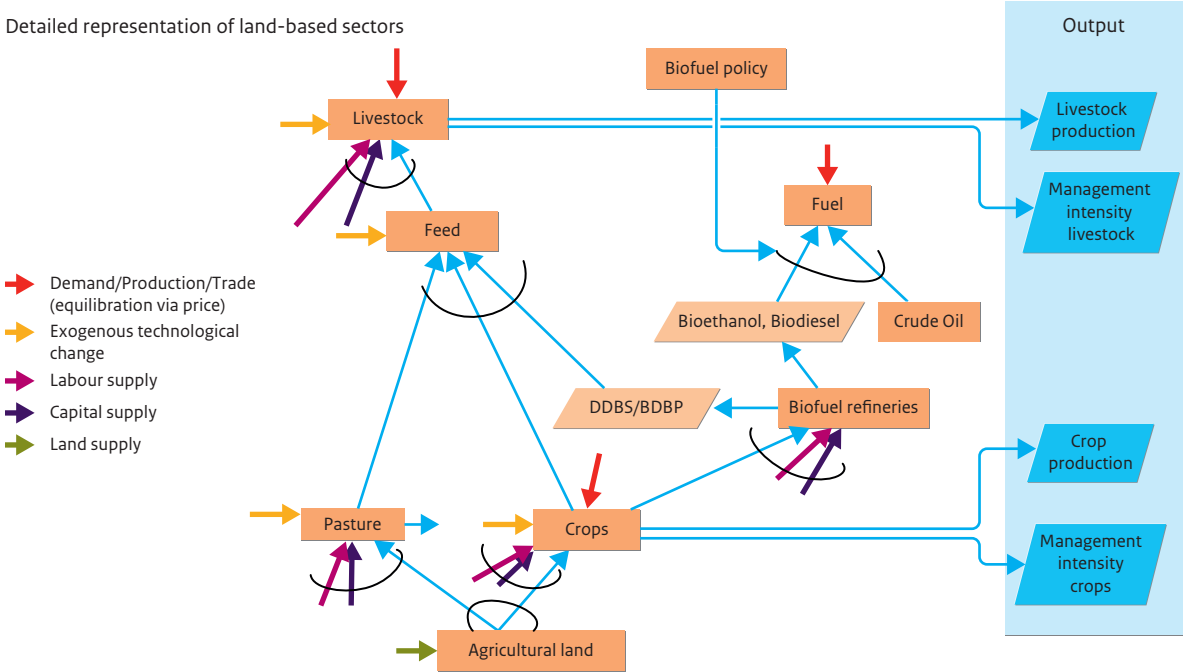 Detailed representation of land-based sectors
Output
Biofuel policy
Livestock
Livestock
production
Management
intensity
livestock
Fuel
Feed
Demand/Production/Trade
(equilibration via price)
Exogenous technological
change
Labour supply
Capital supply
Land supply
Bioethanol, Biodiesel
Crude Oil
DDBS/BDBP
Biofuel refineries
Crop
production
Pasture
Crops
Management
intensity
crops
Agricultural land